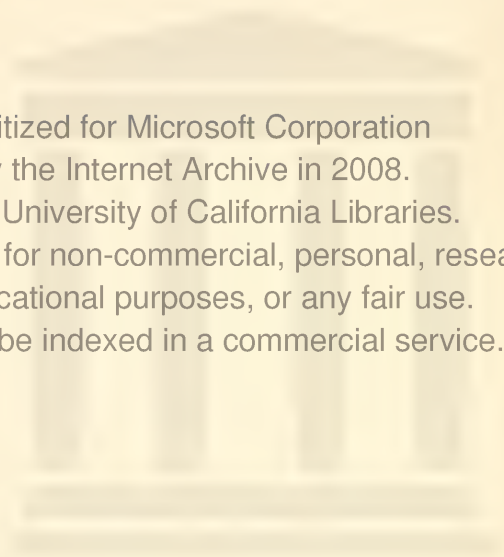 itized for Microsoft Corporation
the Internet Archive in 2008.
University of California Libraries.
for non-commercial, personal, resea
cational purposes, or any fair use.
be indexed in a commercial service.